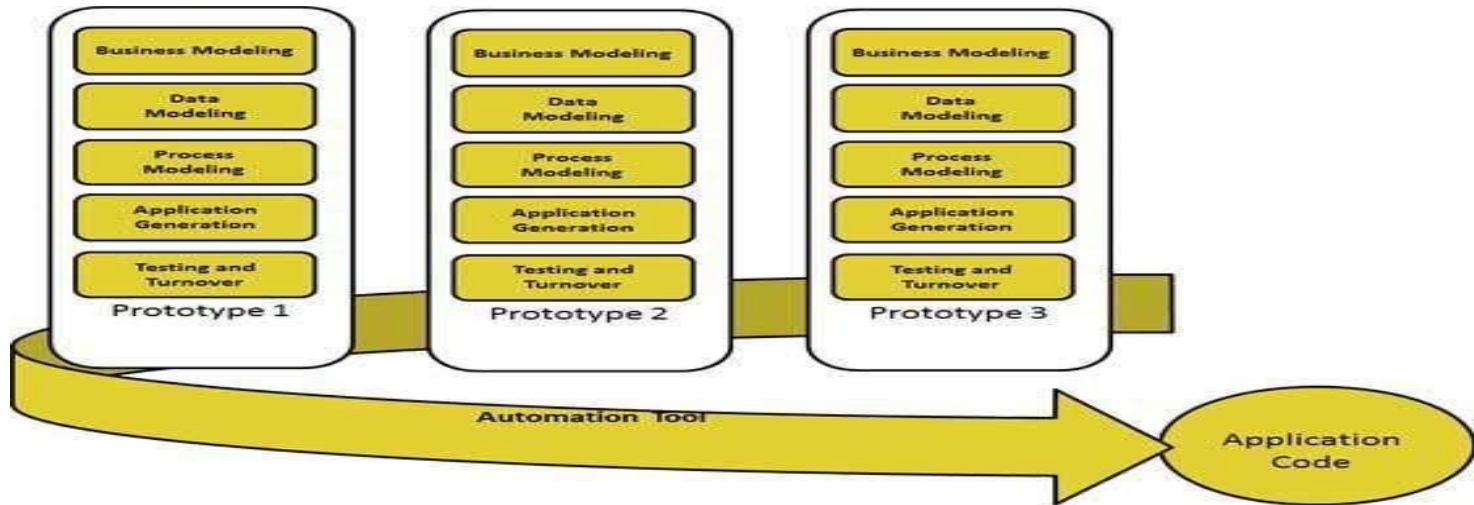 Business Modeling
Data
Modeling
Process
Modeling
Application
Generation
Testing and
Turnover
Prototype 1
Business Modeling
Data
Modeling
Process
Modeling
Application
Generation
Testing and
Turnover
Prototype 2
Business Modeling
Data
Modeling
Process
Modeling
Application
Generation
Testing and
Turnover
Prototype 3
Automation Tool
Application
Code